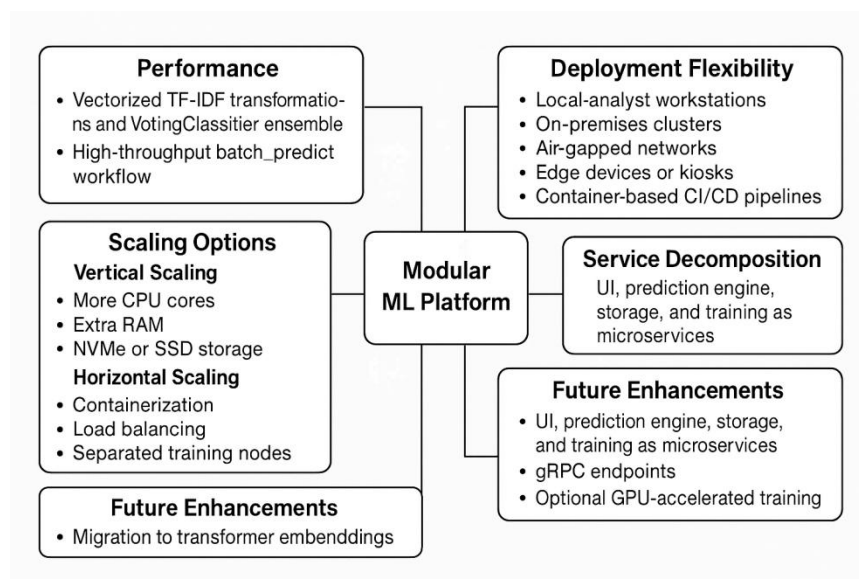 Performance
• Vectorized TF-IDF transformatio-
ns and VotingClassitier ensemble
• High-throughput batch_predict
workflow
Scaling Options
Vertical Scaling
• More CPU cores
• Extra RAM
• NVMe or SSD storage
Horizontal Scaling
• Containerization
• Load balancing
• Separated training nodes
Future Enhancements
• Migration to transformer embenddings
Modular
ML Platform
Deployment Flexibility
• Local-analyst workstations
• On-premises clusters
• Air-gapped networks
• Edge devices or kiosks
• Container-based CI/CD pipelines
Service Decomposition
UI, prediction engine,
storage, and training as
microservices
Future Enhancements
• UI, prediction engine, storage,
and training as microservices
• gRPC endpoints
• Optional GPU-accelerated training